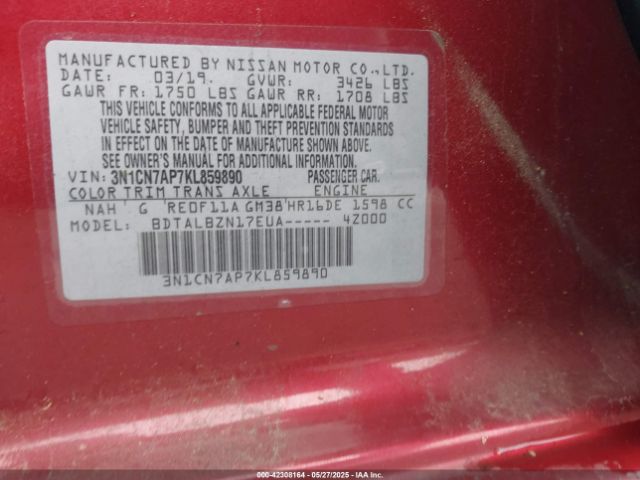 MANUFACTURED BY NISSAN MOTOR CO.,LTD.
DATE: 03/19. GVWR: 3426 LBS
GAWR FR: 1750 LBS GAWR RR: 1708 LBS
THIS VEHICLE CONFORMS TO ALL APPLICABLE FEDERAL MOTOR
VEHICLE SAFETY, BUMPER AND THEFT PREVENTION STANDARDS
IN EFFECT ON THE DATE OF MANUFACTURE SHOWN ABOVE.
SEE OWNER'S MANUAL FOR ADDITIONAL INFORMATION.
VIN: 3N1CN7AP7KL859890 PASSENGER CAR.
COLOR TRIM TRANS AXLE ENGINE
NAH ' G 'RE0F11A GM38'HR16DE 1598 CC
MODEL: BDTALBZN17EUA----- 4Z000
3N1CN7AP7KL859890
000-42308164 - 05/27/2025 - IAA Inc. Copyright